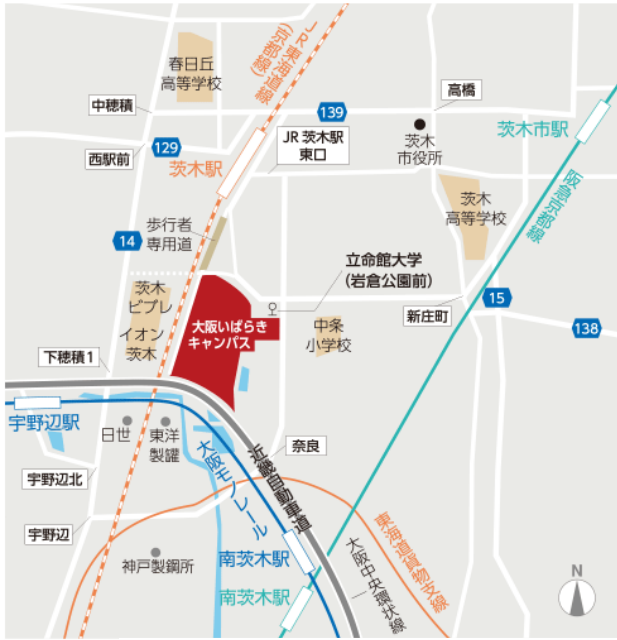 春日丘
高等学校
JR東海道線
(京都線)
中穂積
139
高橋
西駅前
129
茨木駅
JR 茨木駅
東口
茨木
市役所
茨木市駅
阪急京都線
歩行者
専用道
14
茨木
高等学校
立命館大学
(岩倉公園前)
茨木
ビブレ
イオン
茨木
大阪いばらき
キャンパス
中条
小学校
新庄町
15
138
下穂積1
宇野辺駅
日世
東洋
製罐
大阪モノレール
近畿自動車道
奈良
宇野辺北
宇野辺
神戸製鋼所
南茨木駅
南茨木駅
大阪中央環状線
東海道貨物支線
N